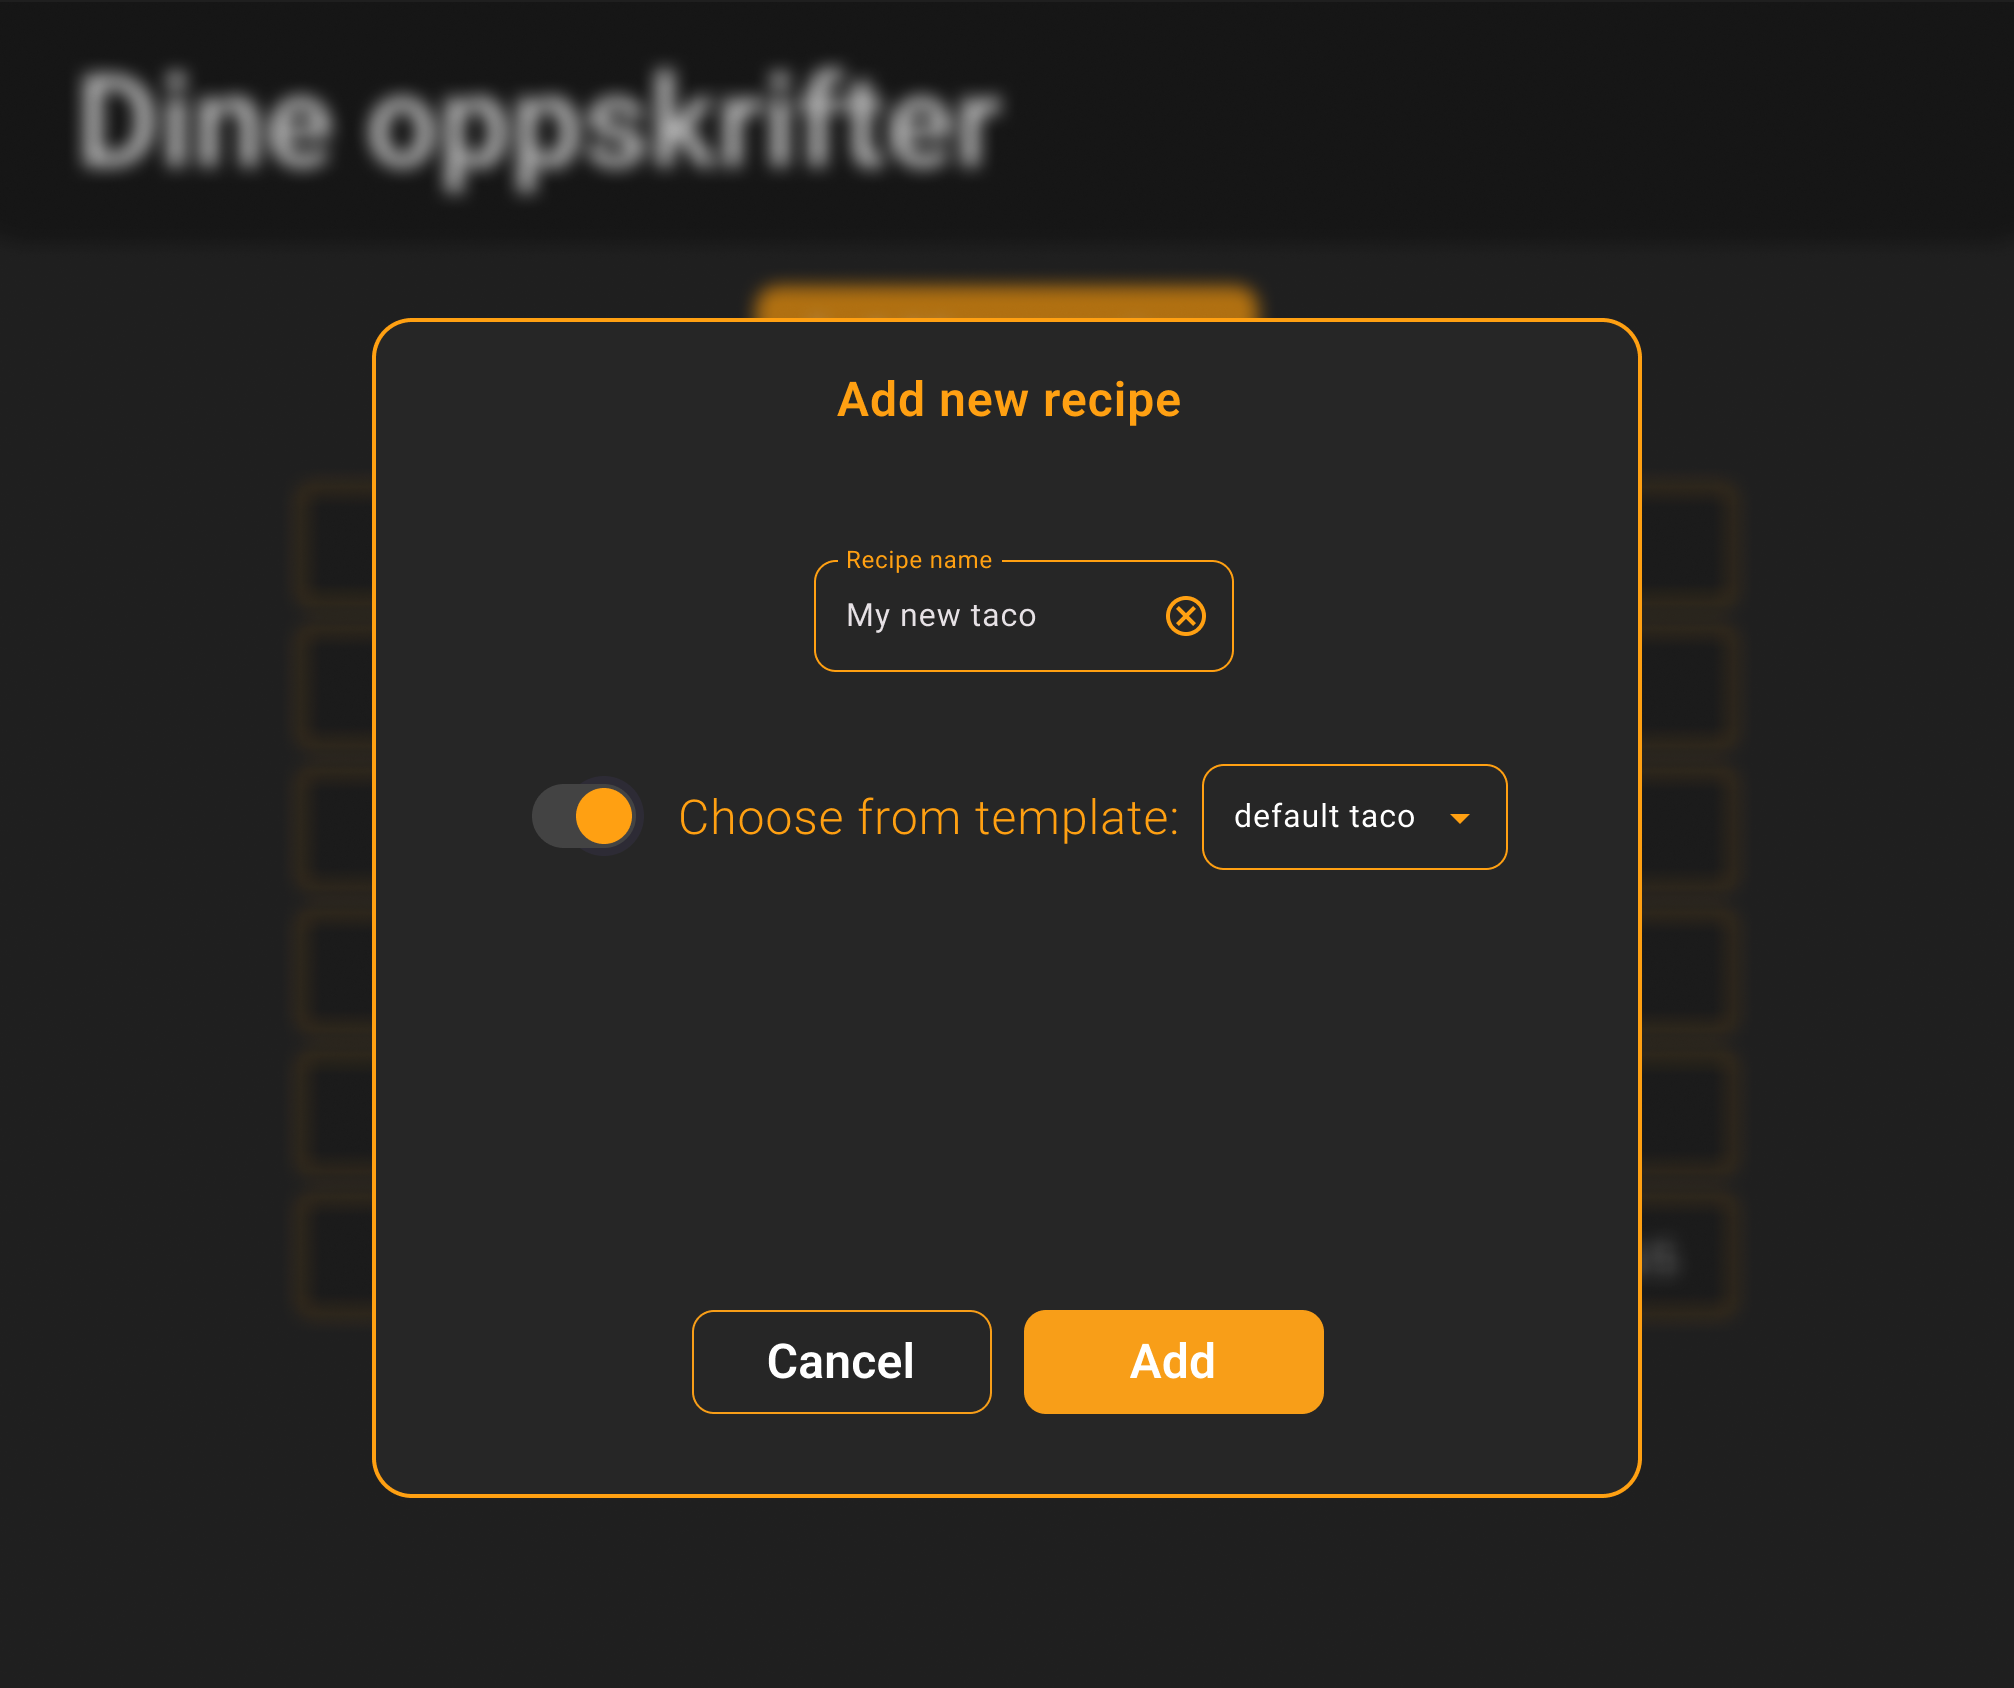 Dine oppskrifter
Add new recipe
Recipe name
My new taco
Choose from template: default taco
Cancel Add